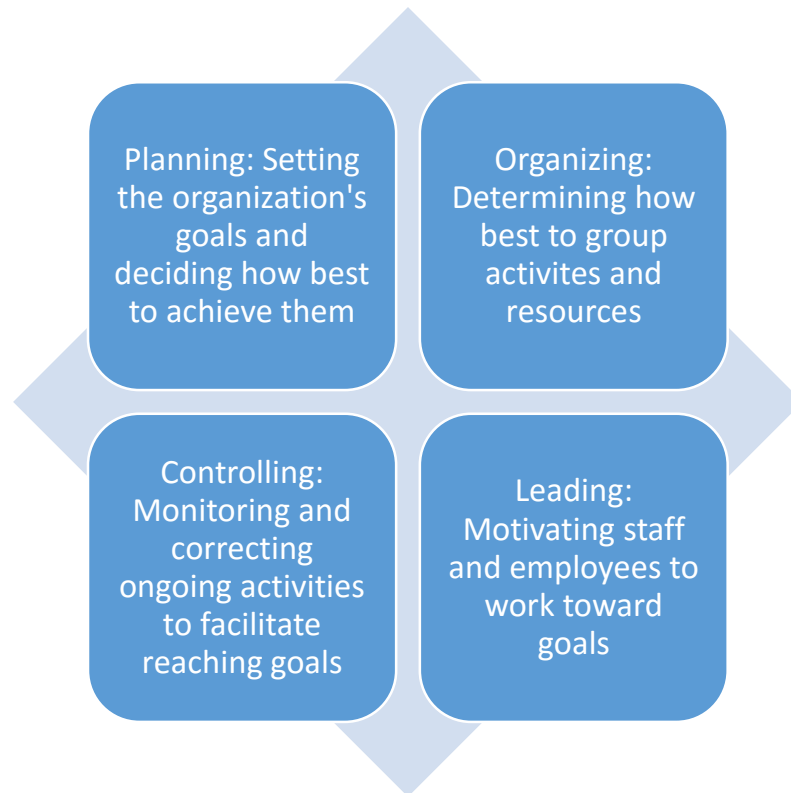 Planning: Setting
the organization's
goals and
deciding how best
to achieve them
Organizing:
Determining how
best to group
activites and
resources
Controlling:
Monitoring and
correcting
ongoing activities
to facilitate
reaching goals
Leading:
Motivating staff
and employees to
work toward
goals